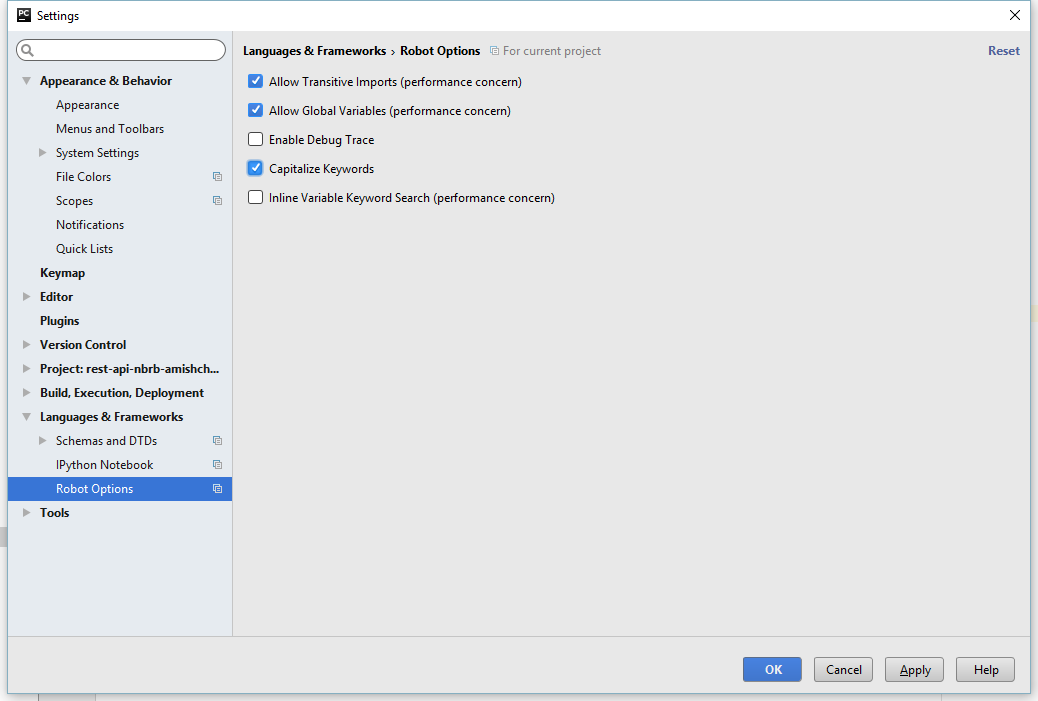 PC Settings
Languages & Frameworks › Robot Options For current project Reset
Appearance & Behavior
Appearance
Menus and Toolbars
System Settings
File Colors
Scopes
Notifications
Quick Lists
Keymap
Editor
Plugins
Version Control
Project: rest-api-nbrb-amishch...
Build, Execution, Deployment
Languages & Frameworks
Schemas and DTDs
IPython Notebook
Robot Options
Tools
Allow Transitive Imports (performance concern)
Allow Global Variables (performance concern)
Enable Debug Trace
Capitalize Keywords
Inline Variable Keyword Search (performance concern)
OK Cancel Apply Help